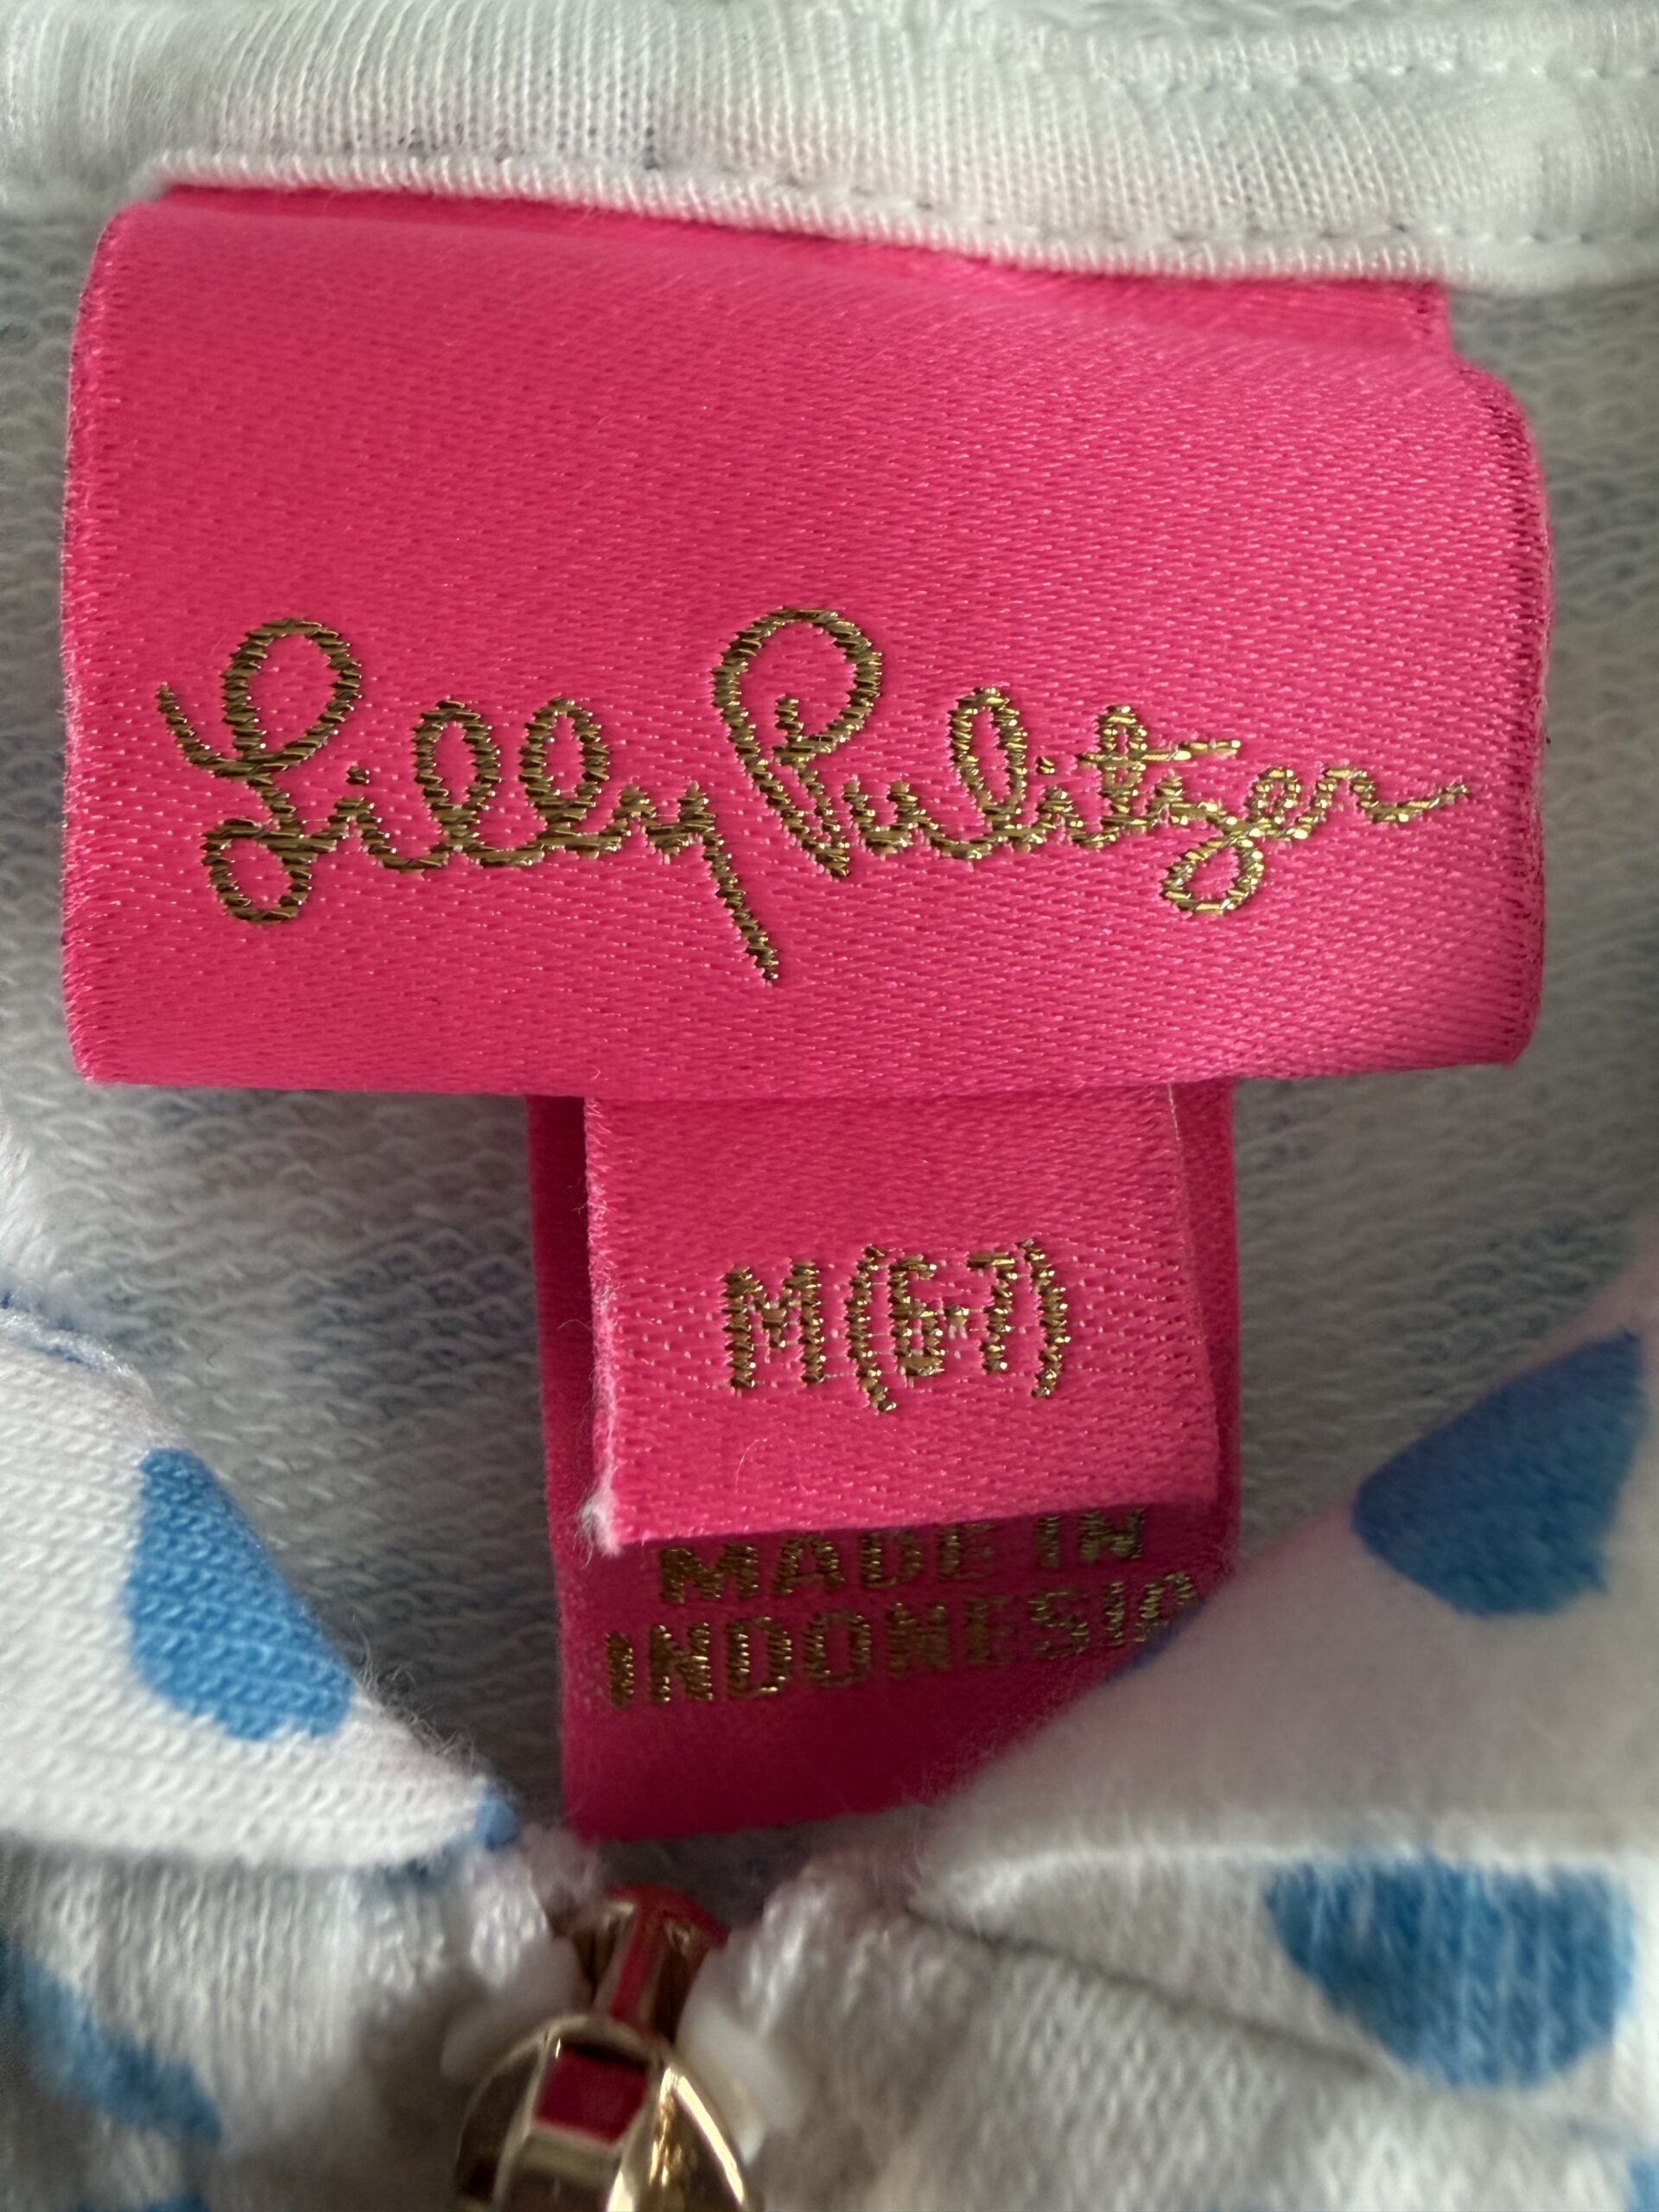 Lilly Pulitzer
M(6-7)
MADE IN
INDONESIA